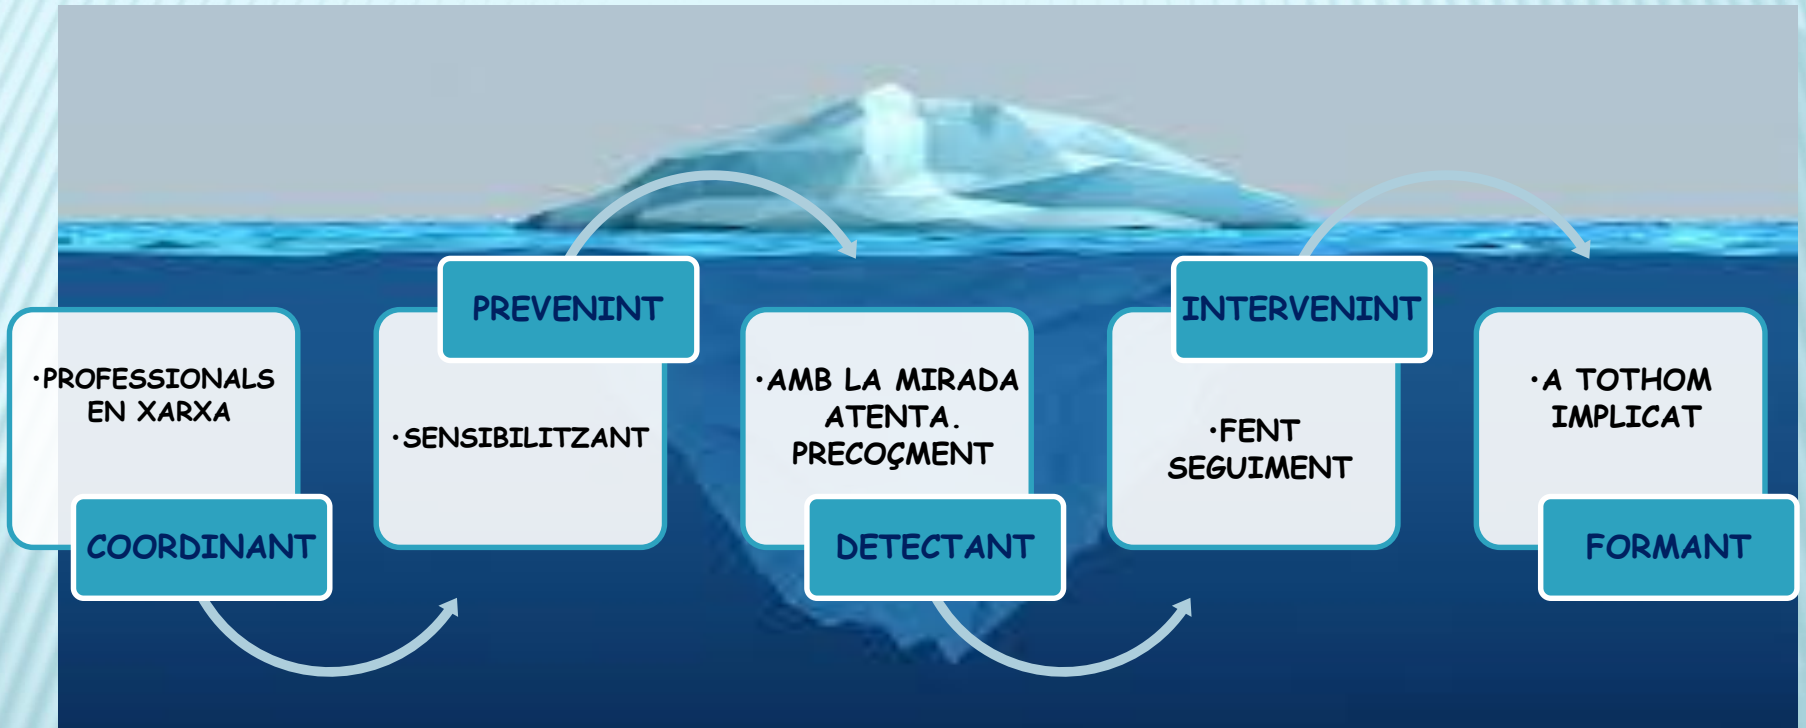 ·PROFESSIONALS
EN XARXA
COORDINANT
PREVENINT
·SENSIBILITZANT
·AMB LA MIRADA
ATENTA.
PRECOÇMENT
DETECTANT
INTERVENINT
·FENT
SEGUIMENT
·A TOTHOM
IMPLICAT
FORMANT